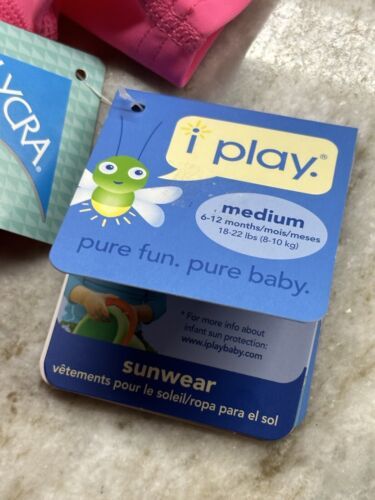 LYCRA®
i play.®
medium
6-12 months/mois/meses
18-22 lbs (8-10 kg)
pure fun. pure baby.
* For more info about
infant sun protection:
www.iplaybaby.com
sunwear
vêtements pour le soleil/ropa para el sol